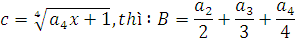 c = ⁴√(a₄x + 1), thì : B = a₂/2 + a₃/3 + a₄/4